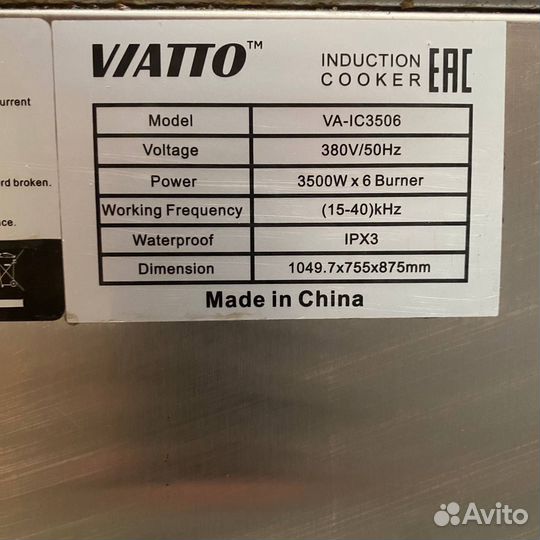 VIATTO™
INDUCTION
COOKER
EAC
urrent
rd broken.
ce.
Model VA-IC3506
Voltage 380V/50Hz
Power 3500W x 6 Burner
Working Frequency (15-40)kHz
Waterproof IPX3
Dimension 1049.7x755x875mm
Made in China
Avito